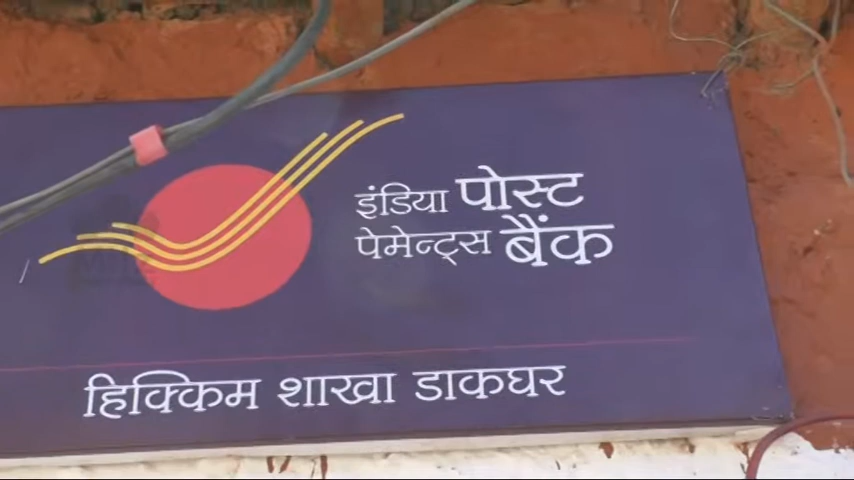 इंडिया पोस्ट
पेमेन्ट्स बैंक
हिक्किम शाखा डाकघर